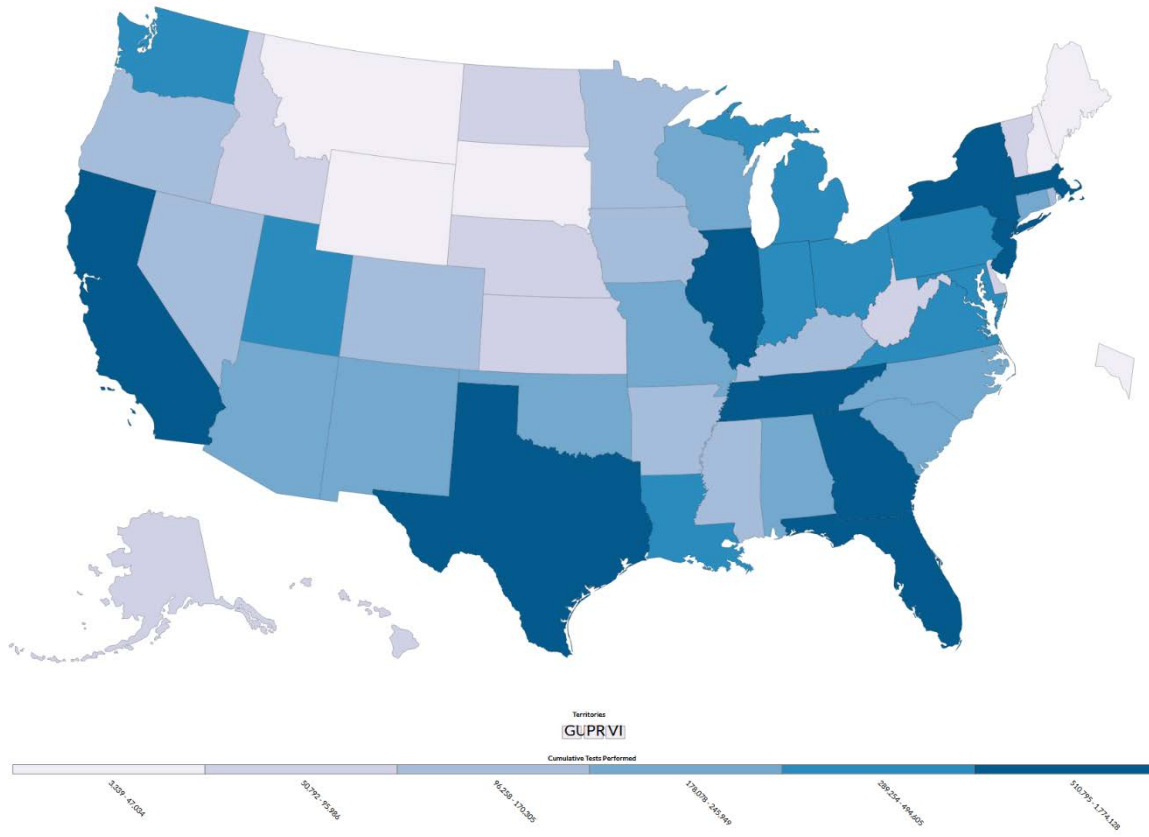 Territories
GU PR VI
Cumulative Tests Performed
3,339 - 47,034
50,792 - 95,986
96,258 - 170,305
178,078 - 245,949
289,254 - 494,605
510,795 - 1,774,128